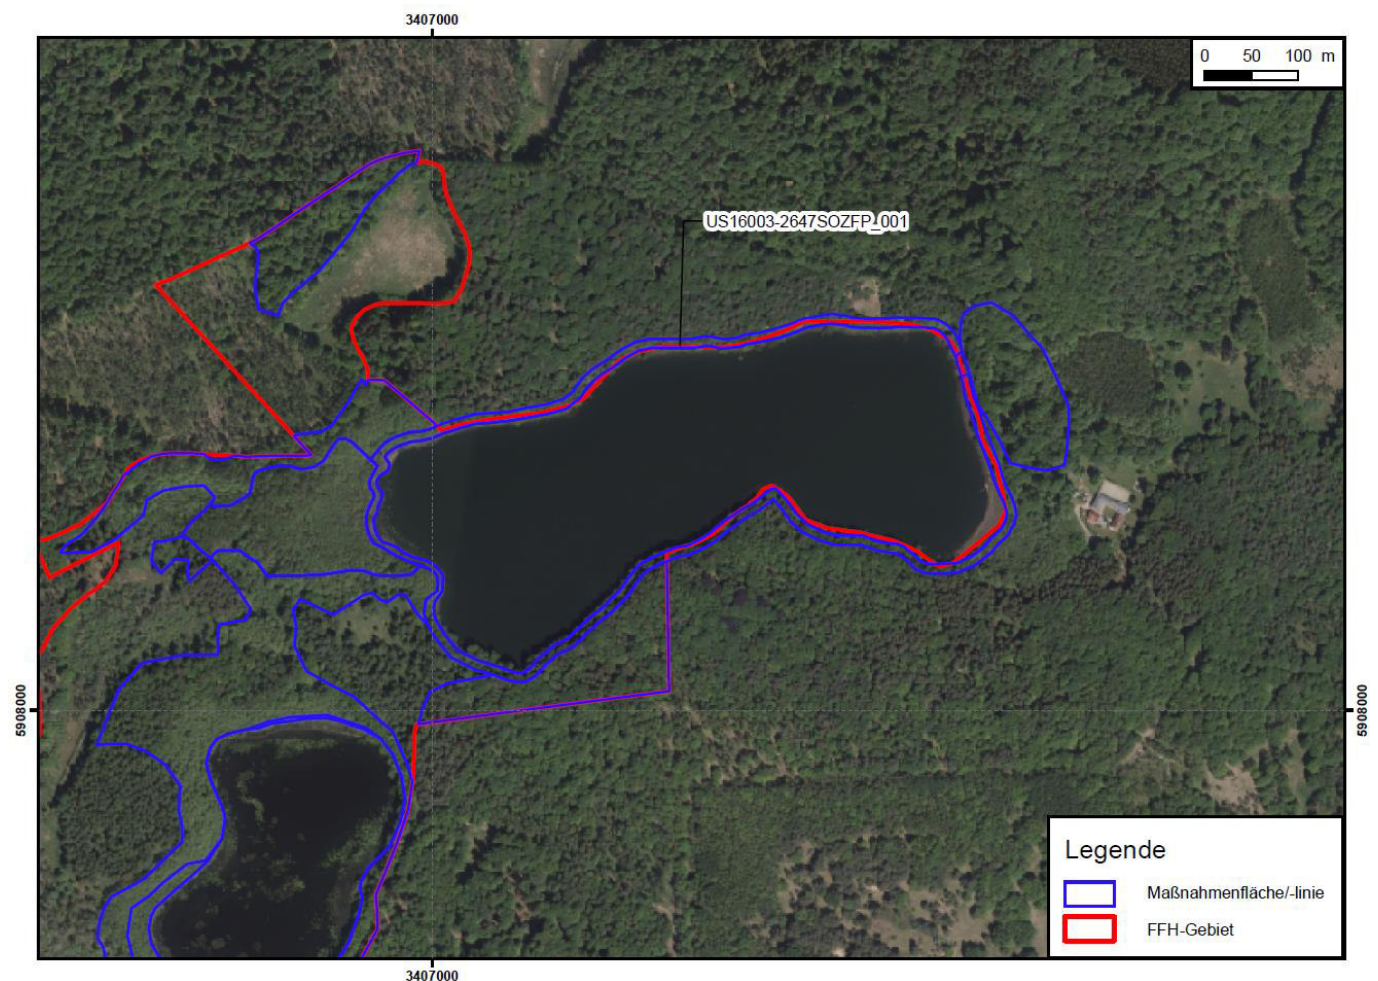 3407000
0 50 100 m
US16003-2647SOZFP_001
5908000
5908000
Legende
Maßnahmenfläche/-linie
FFH-Gebiet
3407000